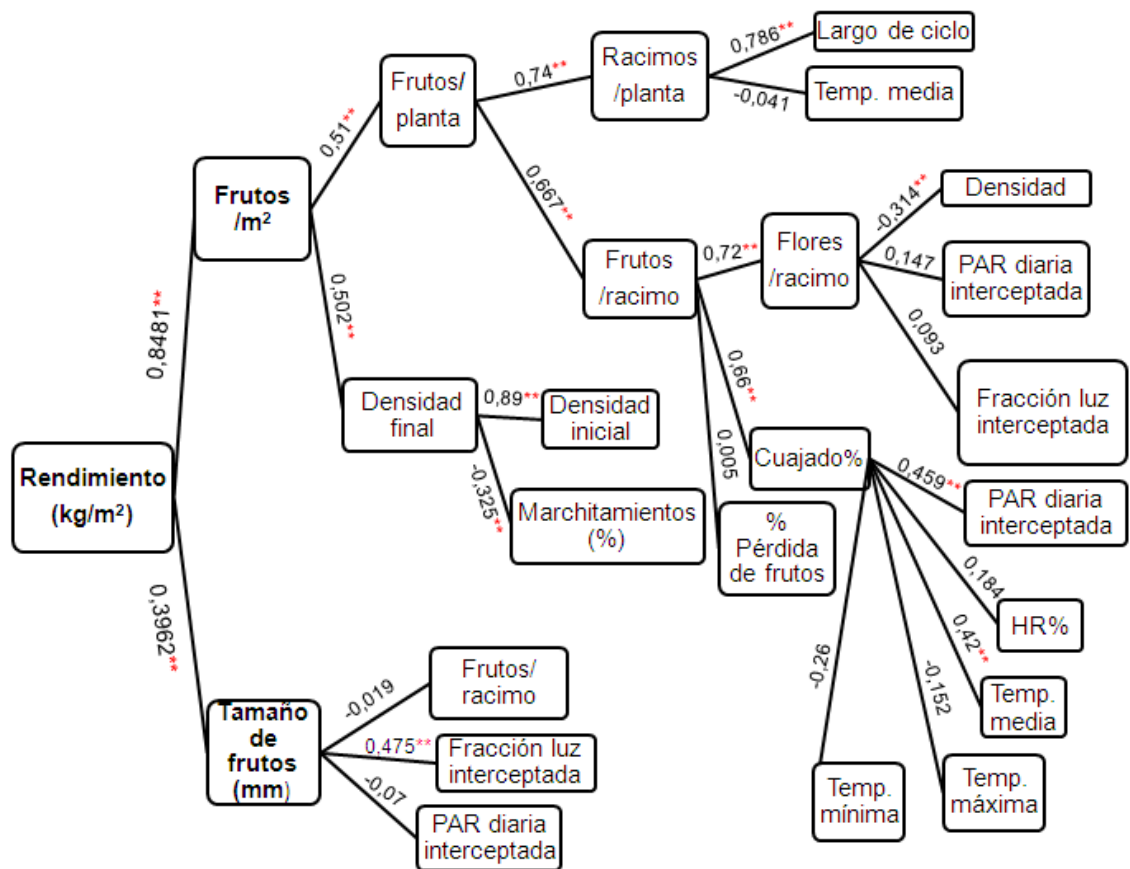 Rendimiento
(kg/m²)
0,8481**
0,3962**
Frutos
/m²
0,51**
0,502**
Frutos/
planta
0,74**
0,667**
Racimos
/planta
0,786**
-0,041
Largo de ciclo
Temp. media
Frutos
/racimo
0,72**
0,66**
0,005
Flores
/racimo
-0,314**
0,147
0,093
Densidad
PAR diaria
interceptada
Fracción luz
interceptada
Cuajado%
0,459**
0,184
0,42**
-0,152
-0,26
PAR diaria
interceptada
HR%
Temp.
media
Temp.
máxima
Temp.
mínima
%
Pérdida
de frutos
Densidad
final
0,89**
-0,325**
Densidad
inicial
Marchitamientos
(%)
Tamaño
de
frutos
(mm)
-0,019
0,475**
-0,07
Frutos/
racimo
Fracción luz
interceptada
PAR diaria
interceptada